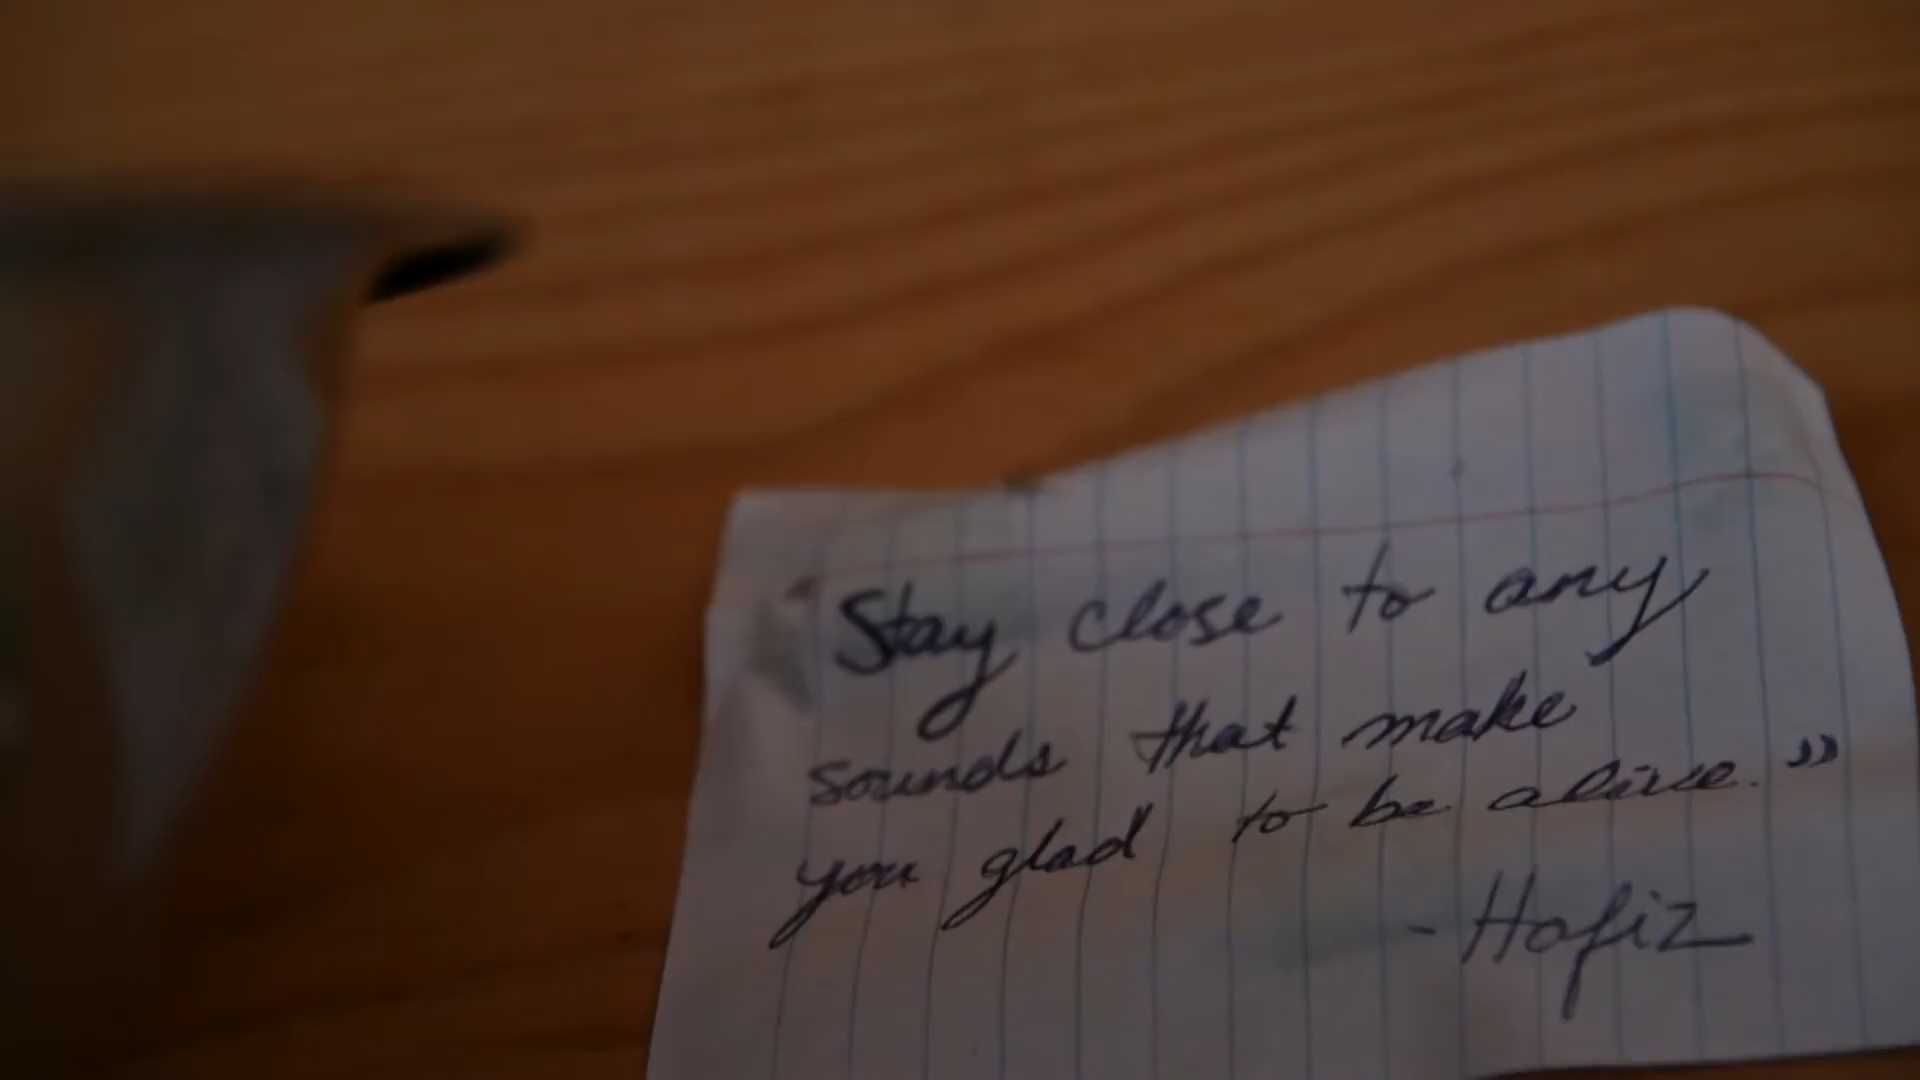 Stay close to any
sounds that make
you glad to be alive."
- Hafiz